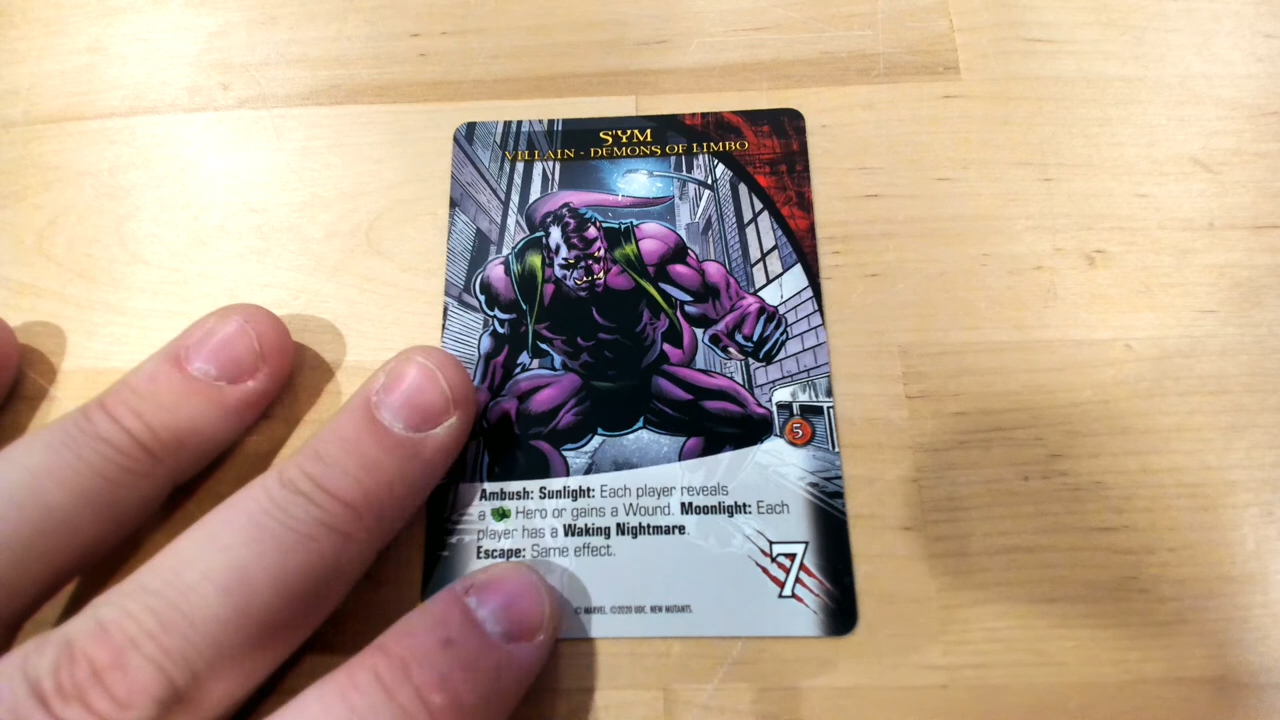 S'YM
VILLAIN - DEMONS OF LIMBO
5
Ambush: Sunlight: Each player reveals
a Hero or gains a Wound. Moonlight: Each
player has a Waking Nightmare.
Escape: Same effect.
7
© MARVEL. ©2020 UDC. NEW MUTANTS.